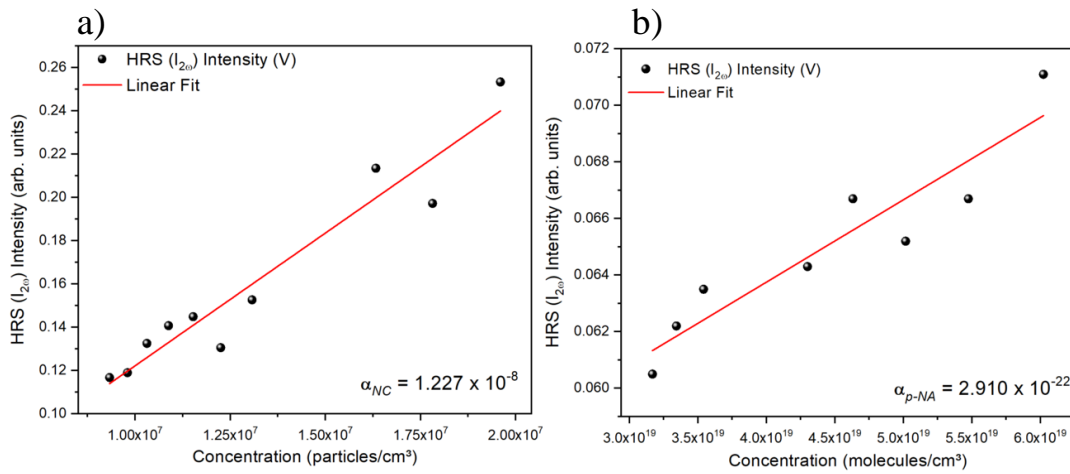 a)
HRS (I₂ω) Intensity (V)
Linear Fit
HRS (I₂ω) Intensity (arb. units)
0.26
0.24
0.22
0.20
0.18
0.16
0.14
0.12
0.10
α_NC = 1.227 x 10⁻⁸
1.00x10⁷
1.25x10⁷
1.50x10⁷
1.75x10⁷
2.00x10⁷
Concentration (particles/cm³)
b)
HRS (I₂ω) Intensity (V)
Linear Fit
HRS (I₂ω) Intensity (arb. units)
0.072
0.070
0.068
0.066
0.064
0.062
0.060
α_p-NA = 2.910 x 10⁻²²
3.0x10¹⁹
3.5x10¹⁹
4.0x10¹⁹
4.5x10¹⁹
5.0x10¹⁹
5.5x10¹⁹
6.0x10¹⁹
Concentration (molecules/cm³)